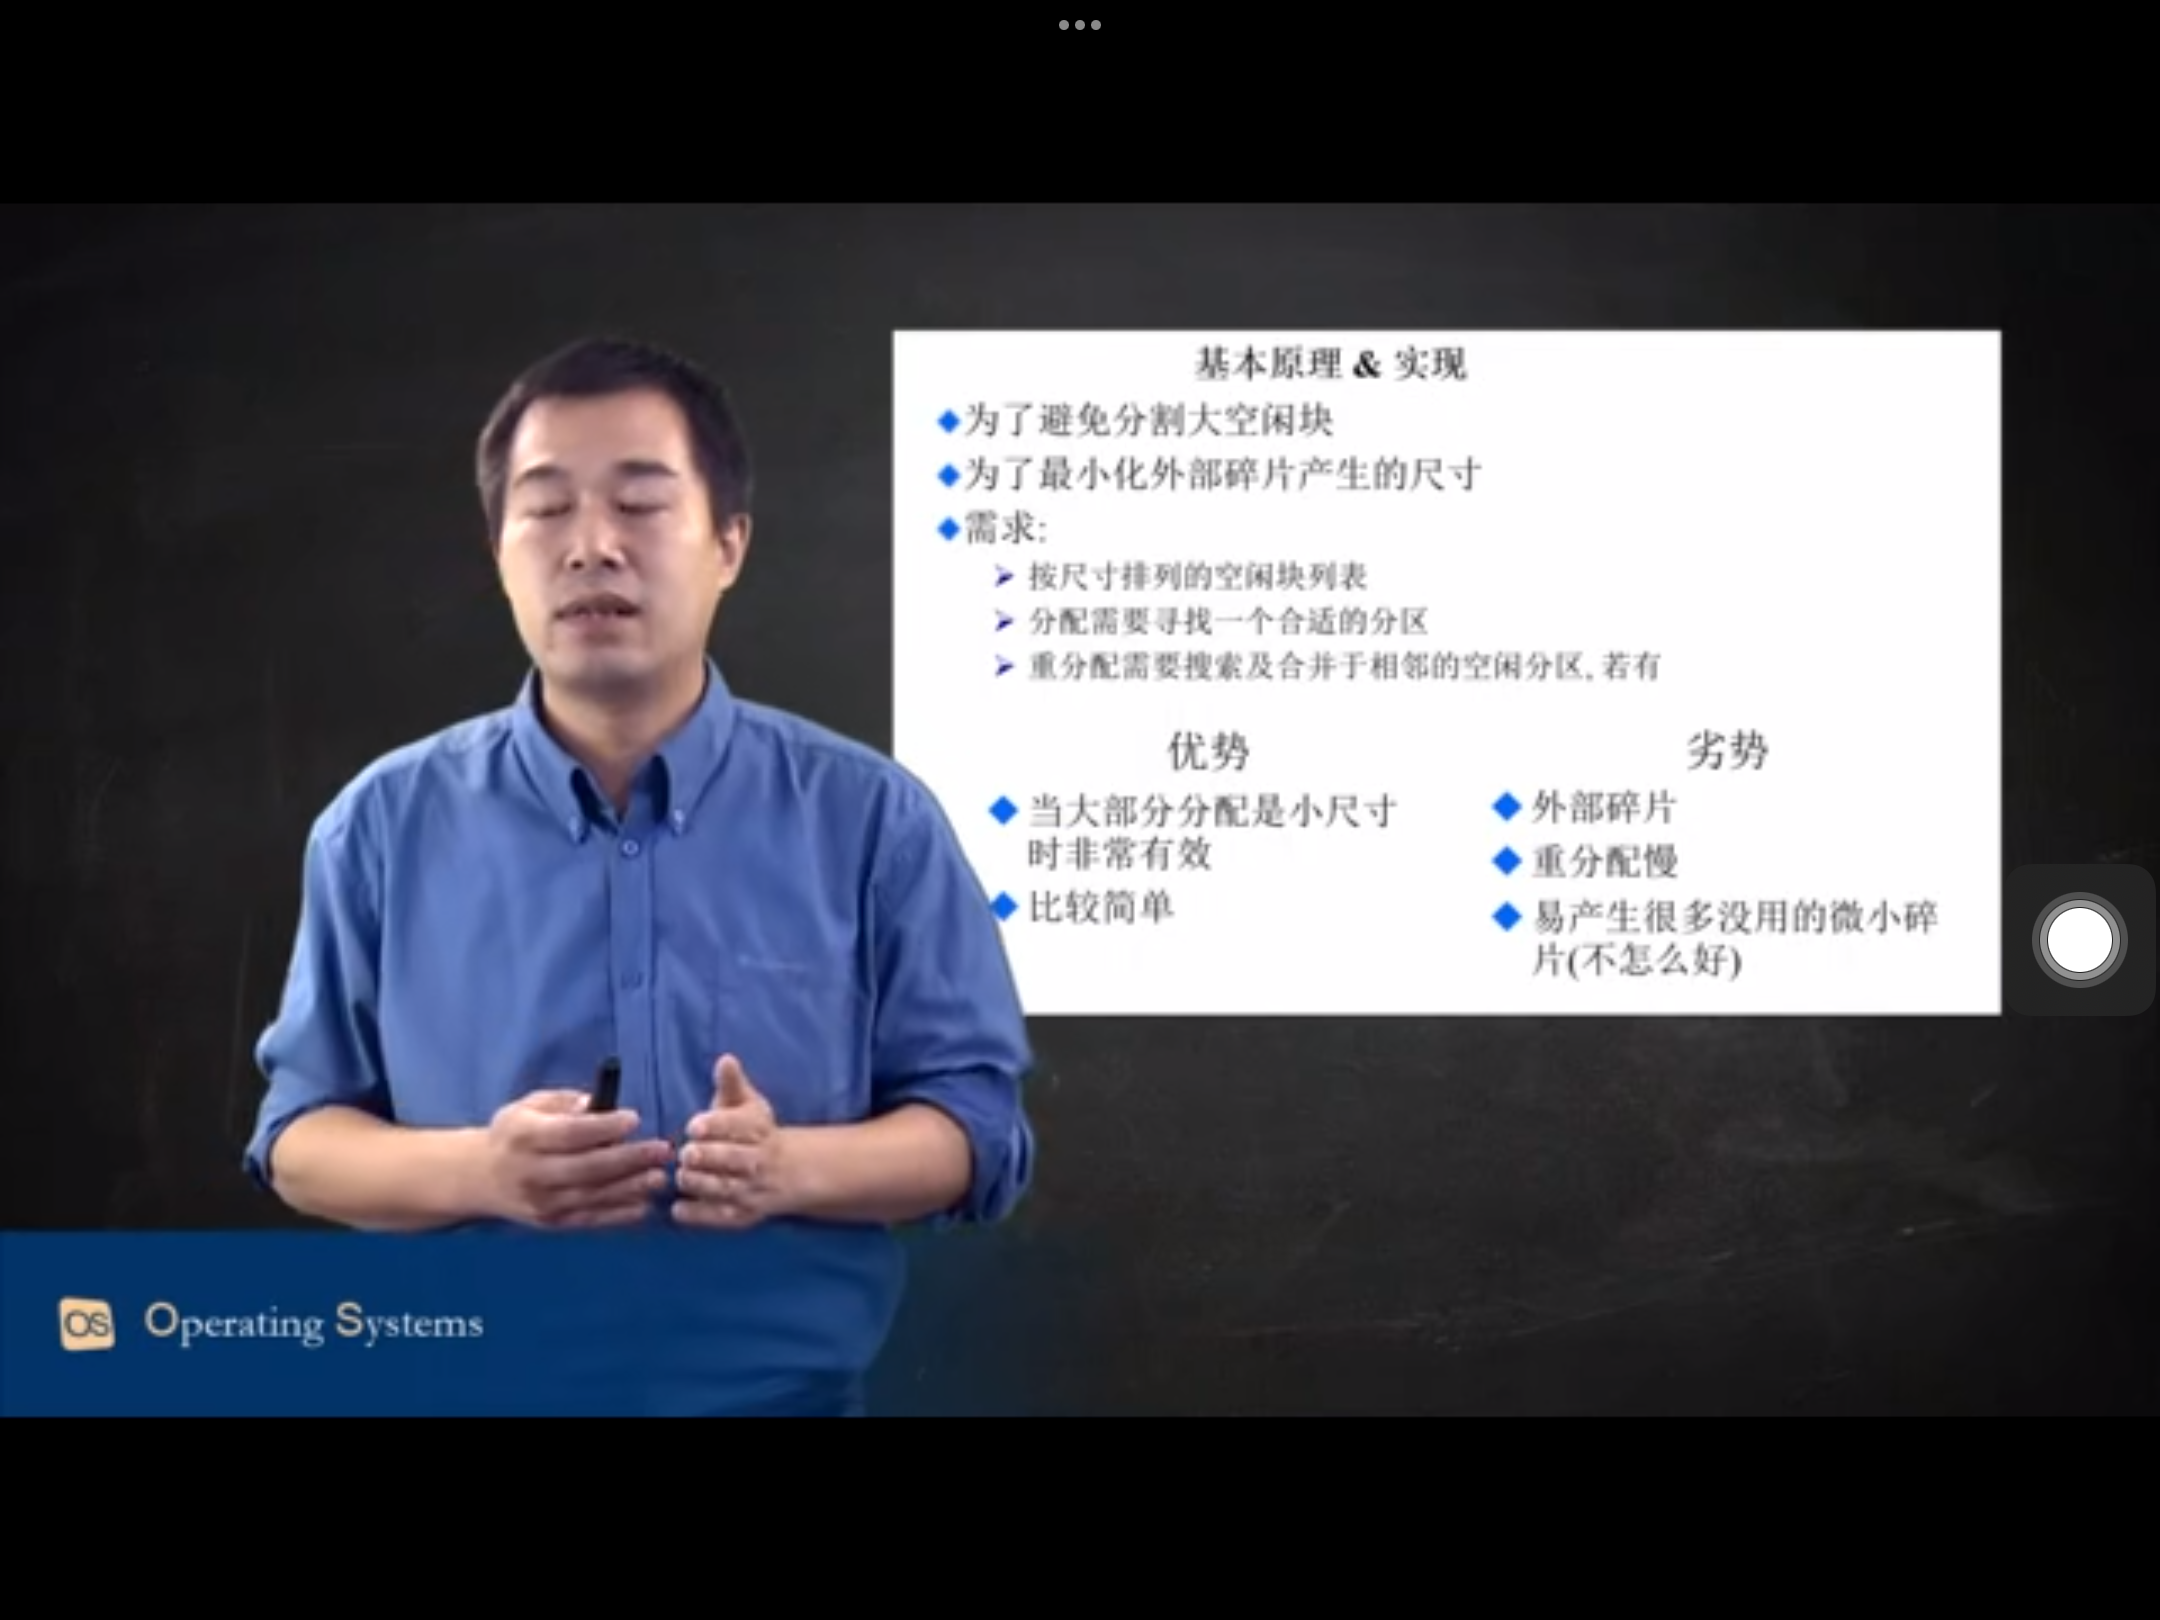 基本原理 & 实现
为了避免分割大空闲块
为了最小化外部碎片产生的尺寸
需求:
按尺寸排列的空闲块列表
分配需要寻找一个合适的分区
重分配需要搜索及合并于相邻的空闲分区, 若有
优势
当大部分分配是小尺寸
时非常有效
比较简单
劣势
外部碎片
重分配慢
易产生很多没用的微小碎
片(不怎么好)
OS Operating Systems